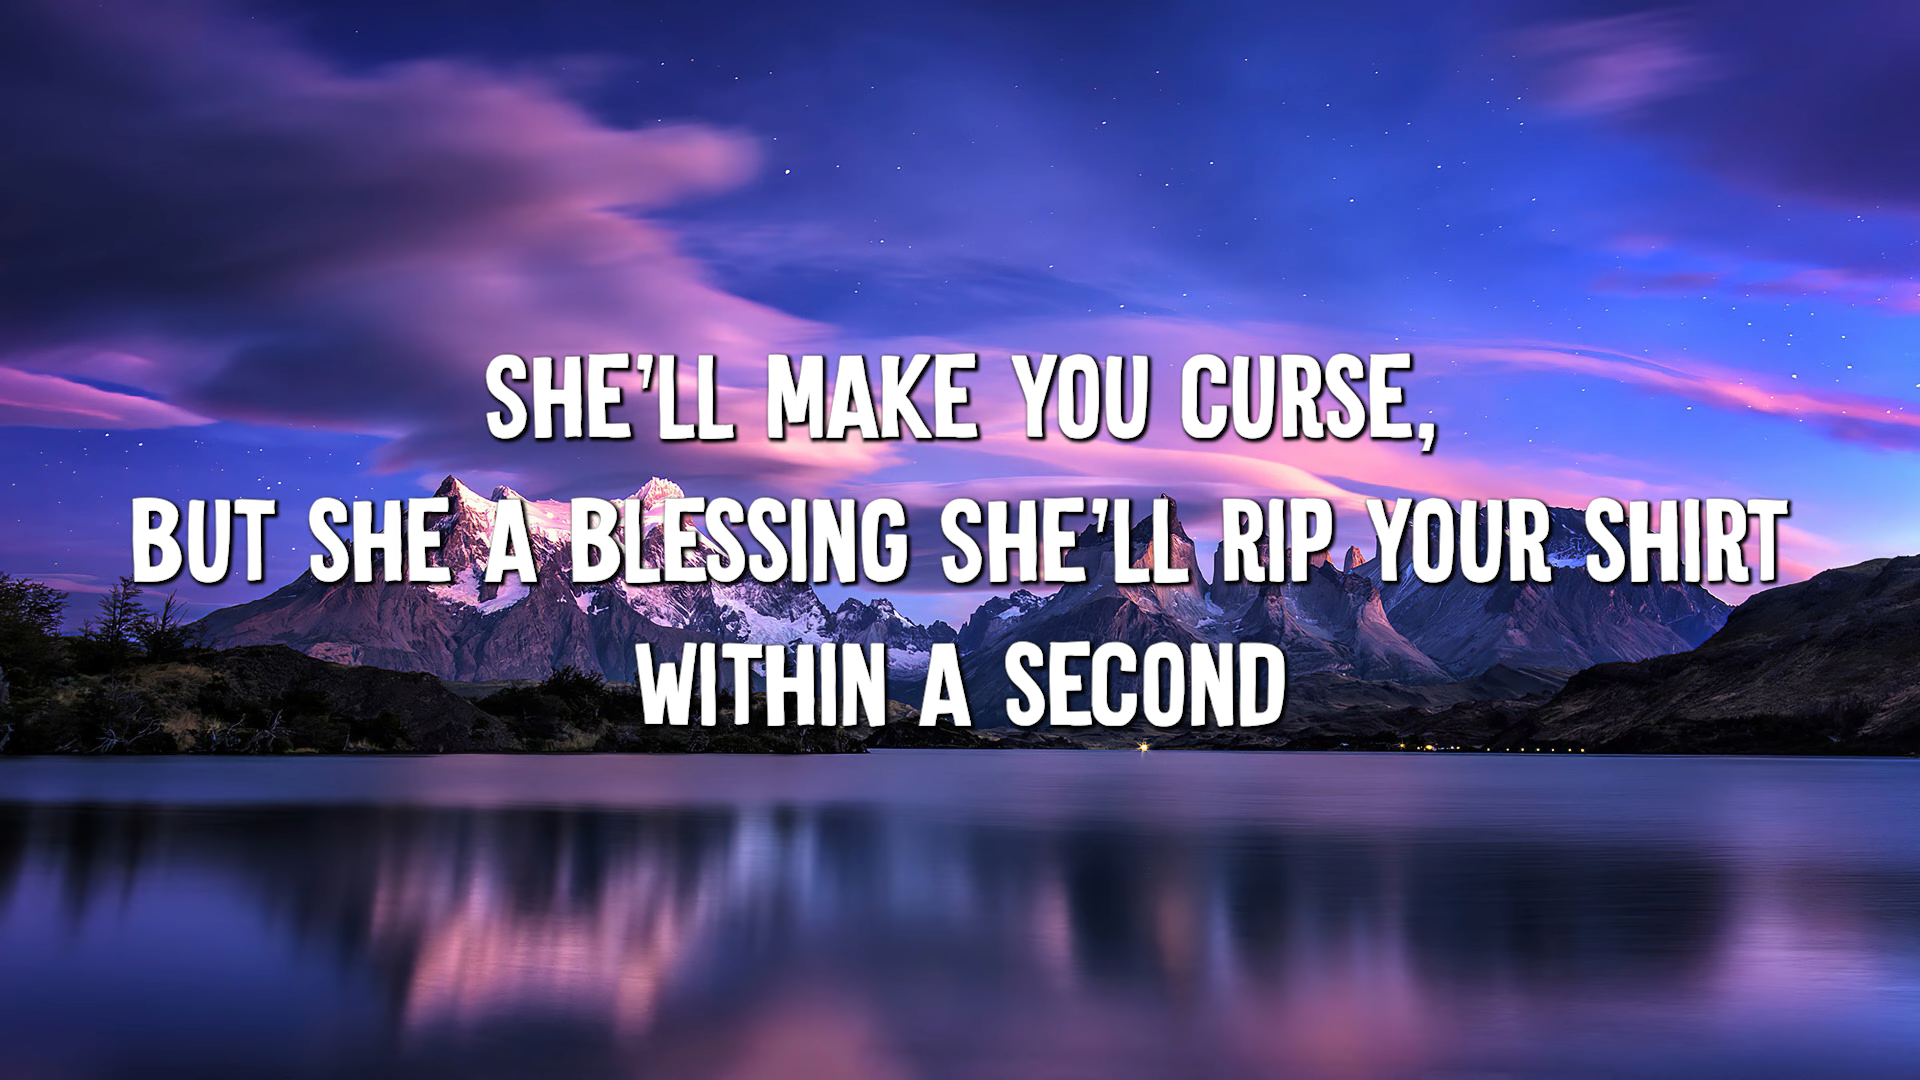 SHE'LL MAKE YOU CURSE,
BUT SHE A BLESSING SHE'LL RIP YOUR SHIRT
WITHIN A SECOND